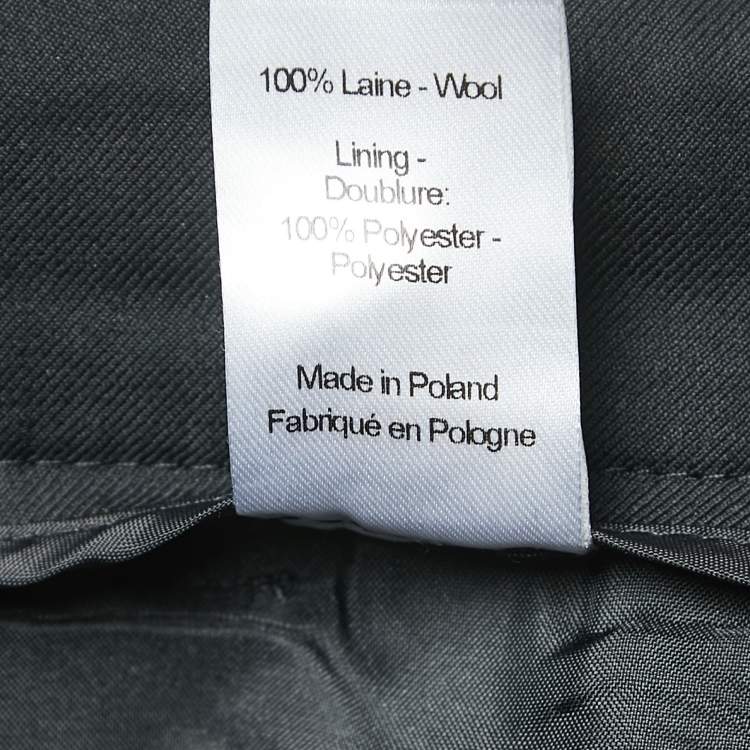 100% Laine - Wool
Lining -
Doublure:
100% Polyester -
Polyester
Made in Poland
Fabriqué en Pologne